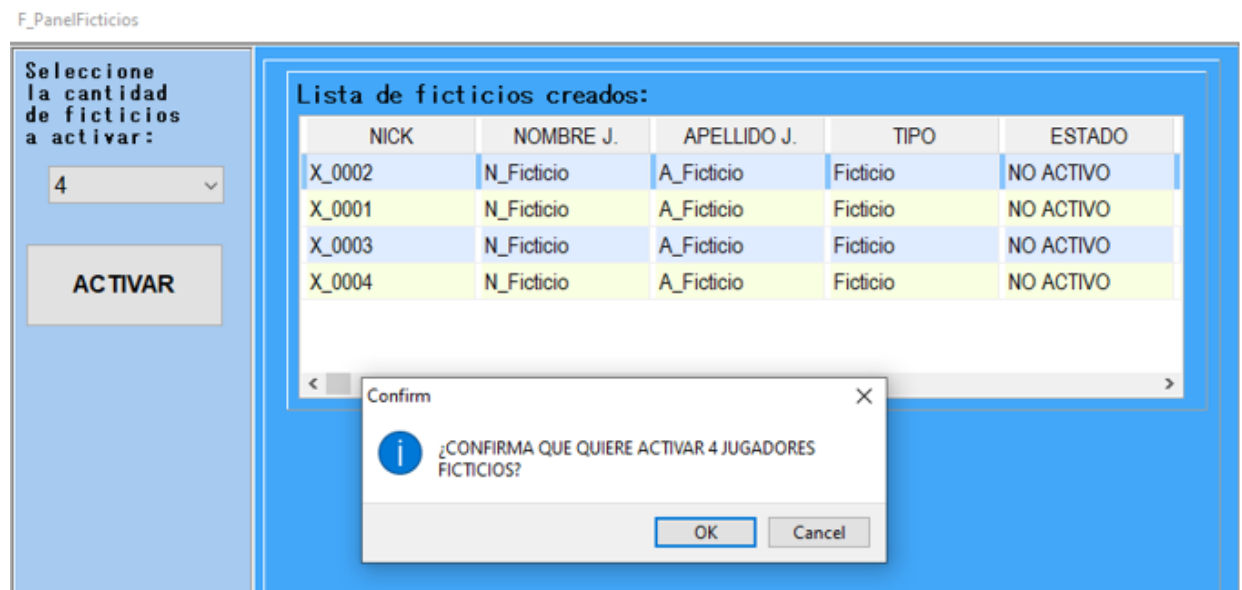 F_PanelFicticios
Seleccione
la cantidad
de ficticios
a activar:
4
ACTIVAR
Lista de ficticios creados:
NICK NOMBRE J. APELLIDO J. TIPO ESTADO
X_0002 N_Ficticio A_Ficticio Ficticio NO ACTIVO
X_0001 N_Ficticio A_Ficticio Ficticio NO ACTIVO
X_0003 N_Ficticio A_Ficticio Ficticio NO ACTIVO
X_0004 N_Ficticio A_Ficticio Ficticio NO ACTIVO
Confirm
¿CONFIRMA QUE QUIERE ACTIVAR 4 JUGADORES
FICTICIOS?
OK Cancel